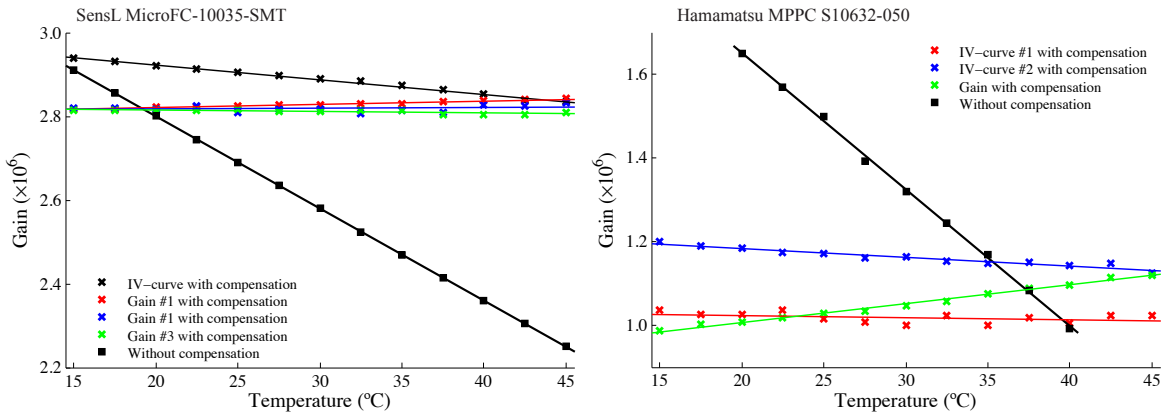 SensL MicroFC-10035-SMT
3.0
2.8
2.6
2.4
2.2
Gain (×10⁶)
IV−curve with compensation
Gain #1 with compensation
Gain #1 with compensation
Gain #3 with compensation
Without compensation
15 20 25 30 35 40 45
Temperature (ºC)
Hamamatsu MPPC S10632-050
1.6
1.4
1.2
1.0
Gain (×10⁶)
IV−curve #1 with compensation
IV−curve #2 with compensation
Gain with compensation
Without compensation
15 20 25 30 35 40 45
Temperature (ºC)